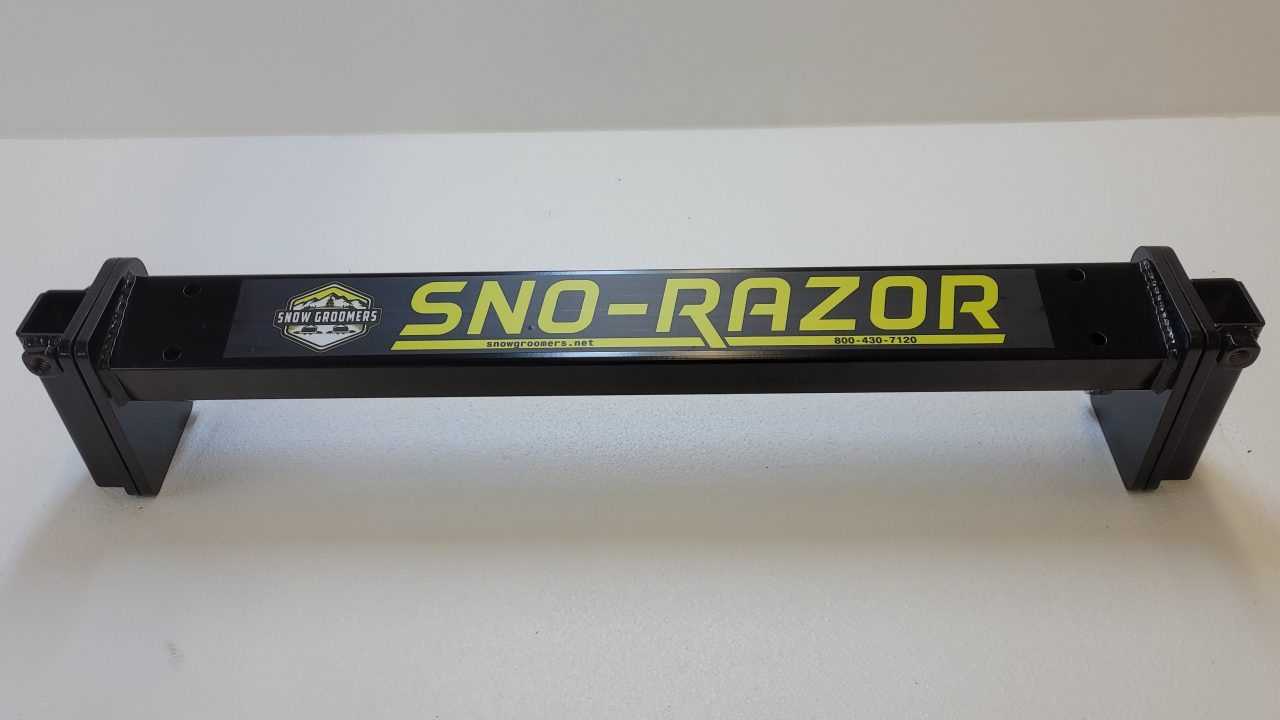 SNOW GROOMERS
SNO-RAZOR
snowgroomers.net
800-430-7120